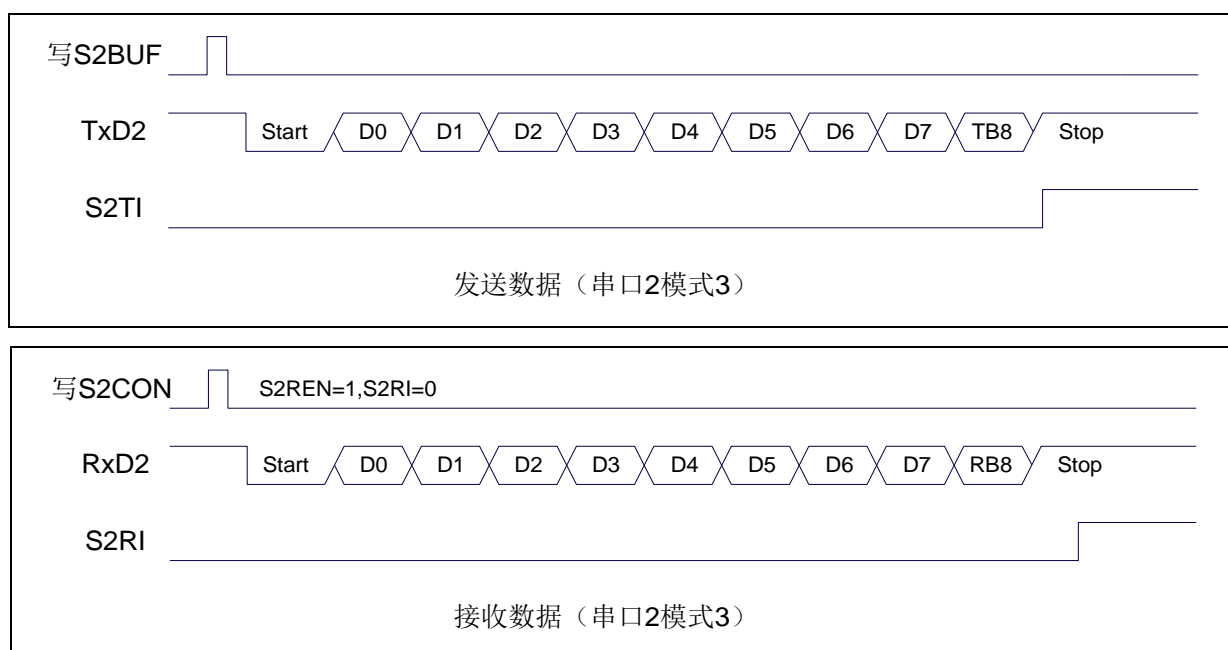 写S2BUF
TxD2 Start D0 D1 D2 D3 D4 D5 D6 D7 TB8 Stop
S2TI
发送数据（串口2模式3）
写S2CON S2REN=1,S2RI=0
RxD2 Start D0 D1 D2 D3 D4 D5 D6 D7 RB8 Stop
S2RI
接收数据（串口2模式3）